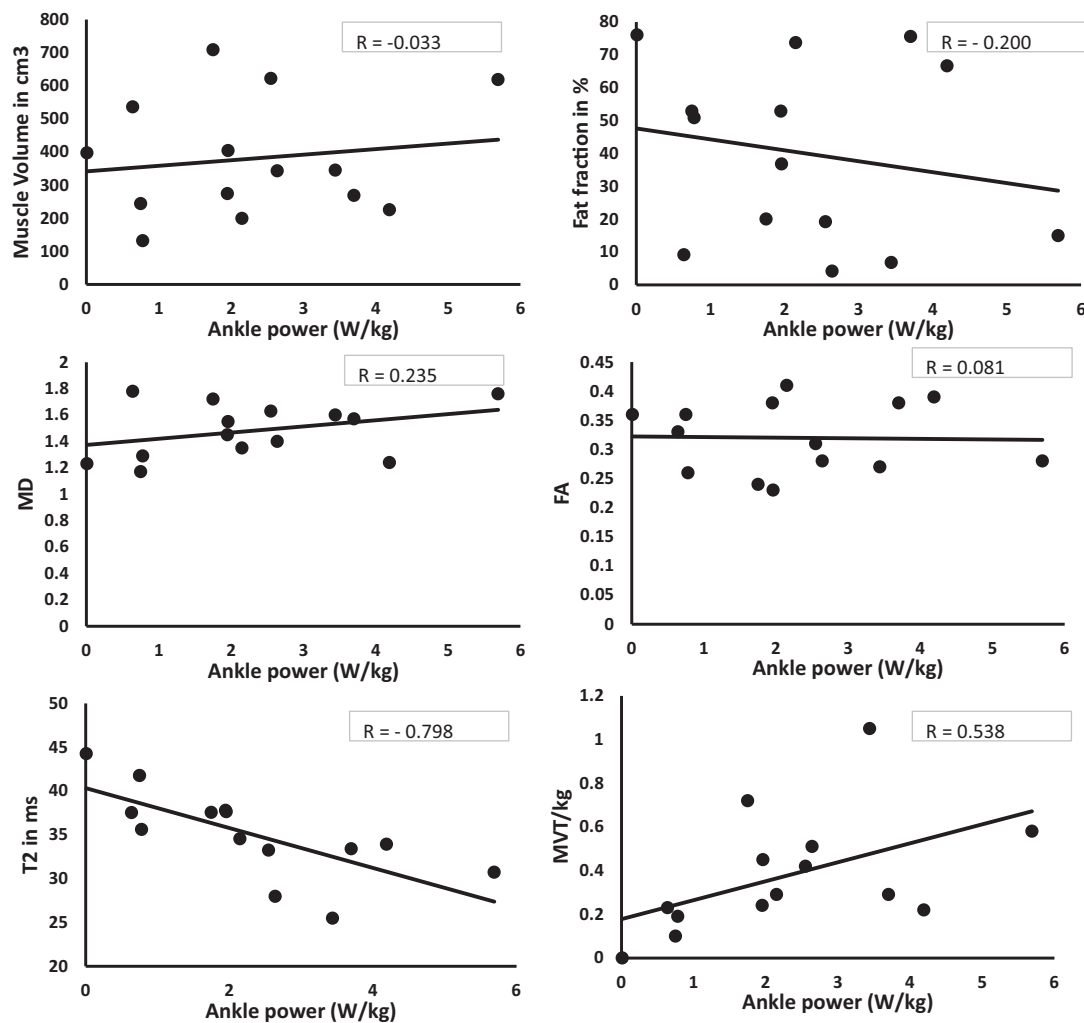 R = -0.033
Muscle Volume in cm3
800
700
600
500
400
300
200
100
0
0 1 2 3 4 5 6
Ankle power (W/kg)
R = - 0.200
Fat fraction in %
80
70
60
50
40
30
20
10
0
0 1 2 3 4 5 6
Ankle power (W/kg)
R = 0.235
MD
2
1.8
1.6
1.4
1.2
1
0.8
0.6
0.4
0.2
0
0 1 2 3 4 5 6
Ankle power (W/kg)
R = 0.081
FA
0.45
0.4
0.35
0.3
0.25
0.2
0.15
0.1
0.05
0
0 1 2 3 4 5 6
Ankle power (W/kg)
R = - 0.798
T2 in ms
50
45
40
35
30
25
20
0 2 4 6
Ankle power (W/kg)
R = 0.538
MVT/kg
1.2
1
0.8
0.6
0.4
0.2
0
0 1 2 3 4 5 6
Ankle power (W/kg)